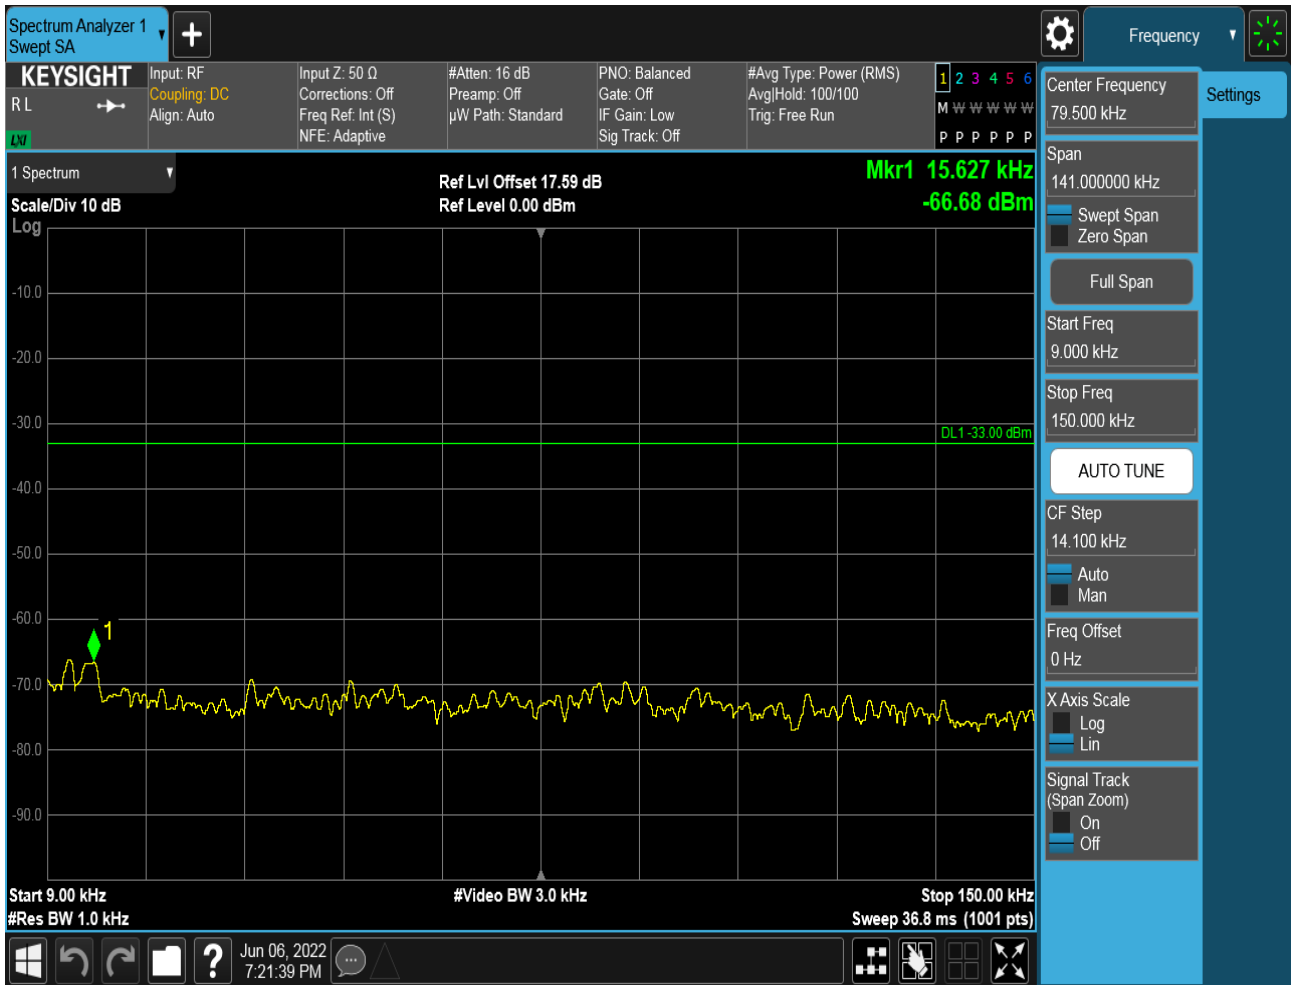 Spectrum Analyzer 1
Swept SA
Frequency
KEYSIGHT
R L
LXI
Input: RF
Coupling: DC
Align: Auto
Input Z: 50 Ω
Corrections: Off
Freq Ref: Int (S)
NFE: Adaptive
#Atten: 16 dB
Preamp: Off
µW Path: Standard
PNO: Balanced
Gate: Off
IF Gain: Low
Sig Track: Off
#Avg Type: Power (RMS)
Avg|Hold: 100/100
Trig: Free Run
1 2 3 4 5 6
M W W W W W
P P P P P P
1 Spectrum
Scale/Div 10 dB
Log
Ref Lvl Offset 17.59 dB
Ref Level 0.00 dBm
Mkr1 15.627 kHz
-66.68 dBm
-10.0
-20.0
-30.0
DL1 -33.00 dBm
-40.0
-50.0
-60.0
1
-70.0
-80.0
-90.0
Start 9.00 kHz
#Video BW 3.0 kHz
Stop 150.00 kHz
#Res BW 1.0 kHz
Sweep 36.8 ms (1001 pts)
Jun 06, 2022
7:21:39 PM
Settings
Center Frequency
79.500 kHz
Span
141.000000 kHz
Swept Span
Zero Span
Full Span
Start Freq
9.000 kHz
Stop Freq
150.000 kHz
AUTO TUNE
CF Step
14.100 kHz
Auto
Man
Freq Offset
0 Hz
X Axis Scale
Log
Lin
Signal Track
(Span Zoom)
On
Off